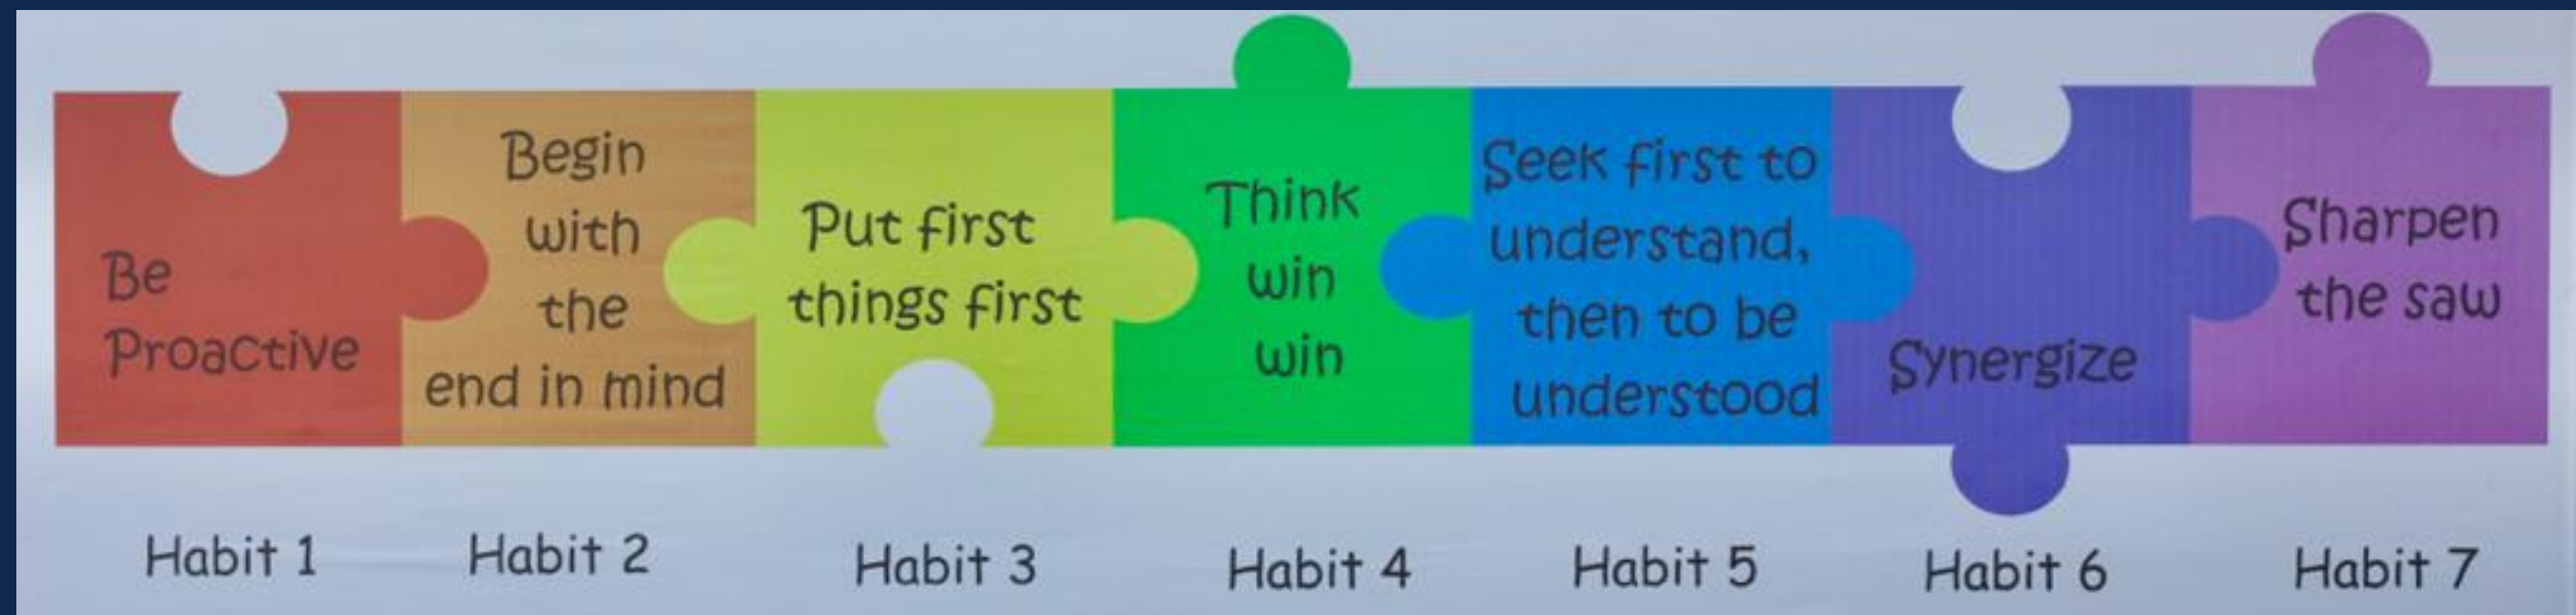 Be
Proactive
Begin
with
the
end in mind
Put first
things first
Think
win
win
Seek first to
understand,
then to be
understood
Synergize
Sharpen
the saw
Habit 1
Habit 2
Habit 3
Habit 4
Habit 5
Habit 6
Habit 7